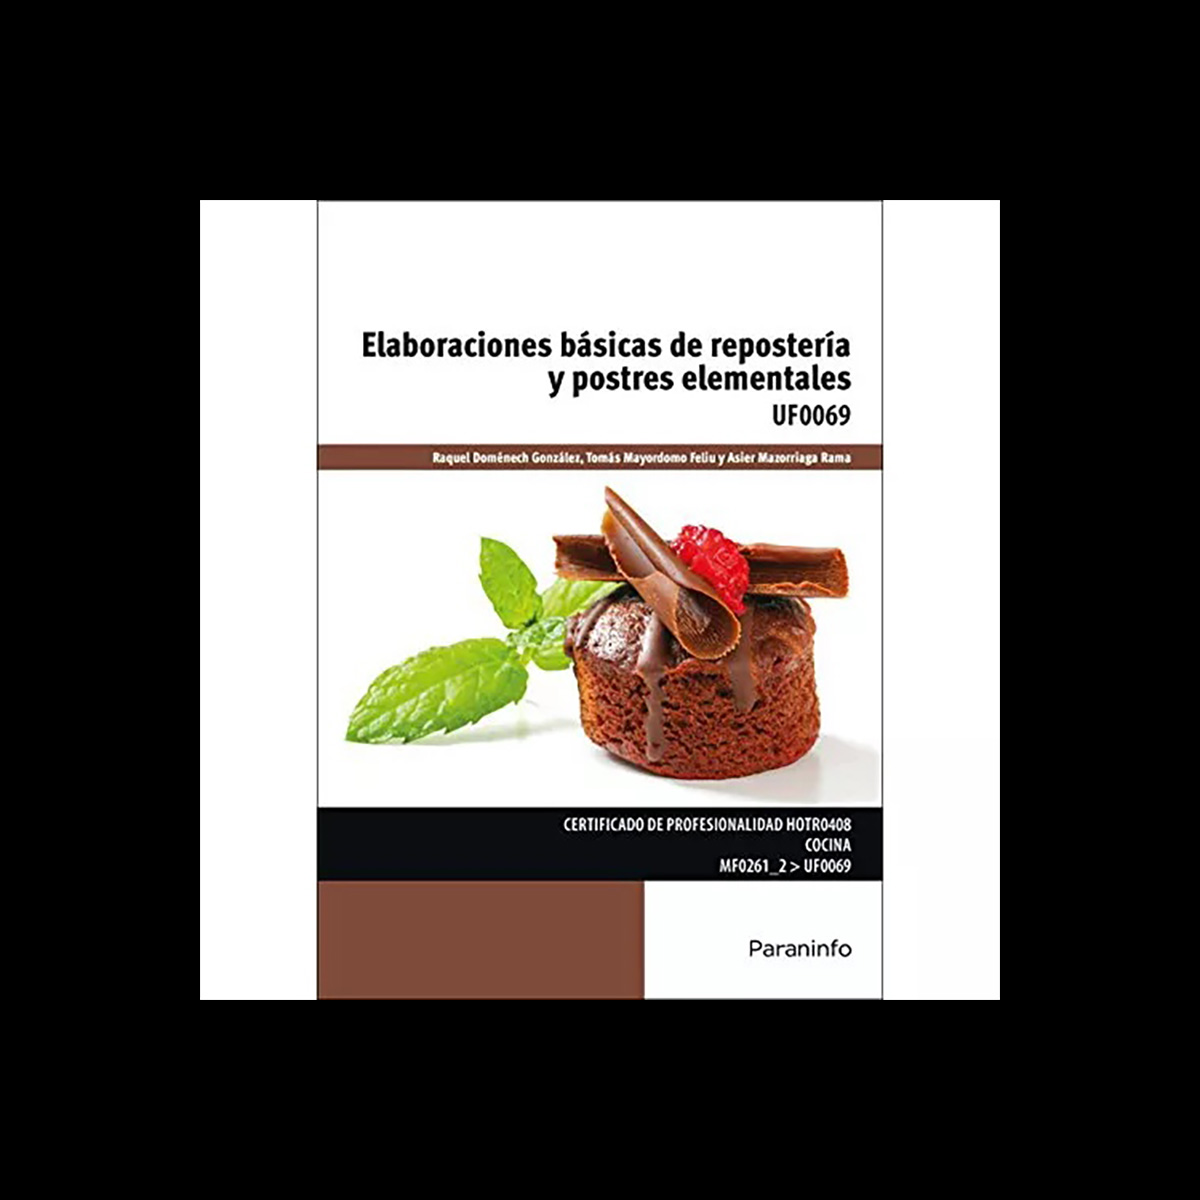 Elaboraciones básicas de repostería
y postres elementales
UF0069
Raquel Doménech González, Tomás Mayordomo Feliu y Asier Mazorriaga Rama
CERTIFICADO DE PROFESIONALIDAD HOTR0408
COCINA
MF0261_2 > UF0069
Paraninfo